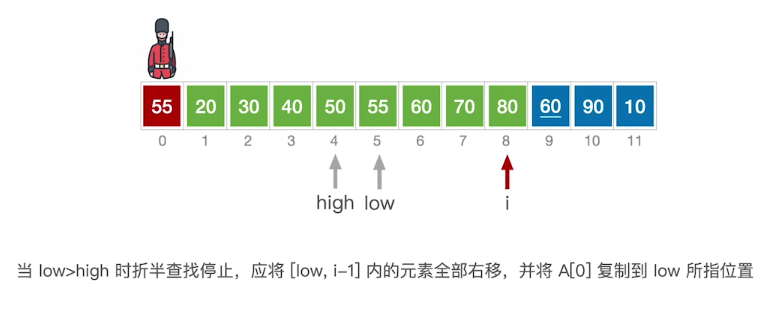 55 20 30 40 50 55 60 70 80 60 90 10
0 1 2 3 4 5 6 7 8 9 10 11
high low i
当 low>high 时折半查找停止，应将 [low, i-1] 内的元素全部右移，并将 A[0] 复制到 low 所指位置